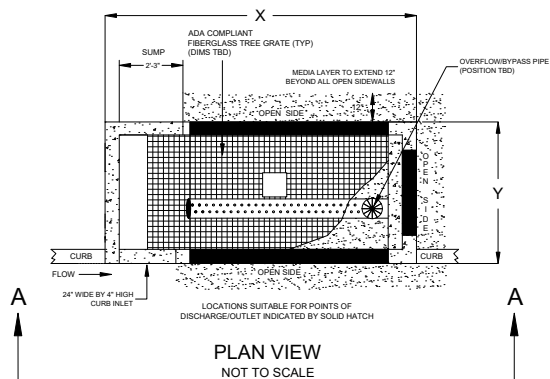 X
SUMP
2'-3"
ADA COMPLIANT
FIBERGLASS TREE GRATE (TYP)
(DIMS TBD)
MEDIA LAYER TO EXTEND 12"
BEYOND ALL OPEN SIDEWALLS
OVERFLOW/BYPASS PIPE
(POSITION TBD)
OPEN SIDE
OPEN SIDE
Y
CURB
OPEN SIDE
CURB
FLOW
24" WIDE BY 4" HIGH
CURB INLET
LOCATIONS SUITABLE FOR POINTS OF
DISCHARGE/OUTLET INDICATED BY SOLID HATCH
A
A
PLAN VIEW
NOT TO SCALE